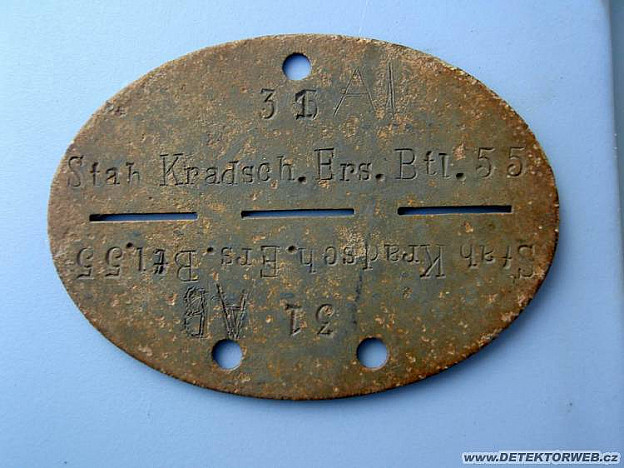 31 A
Stab Kradsch. Ers. Btl. 55
Stab Kradsch. Ers. Btl. 55
31 AB
www.DETEKTORWEB.cz